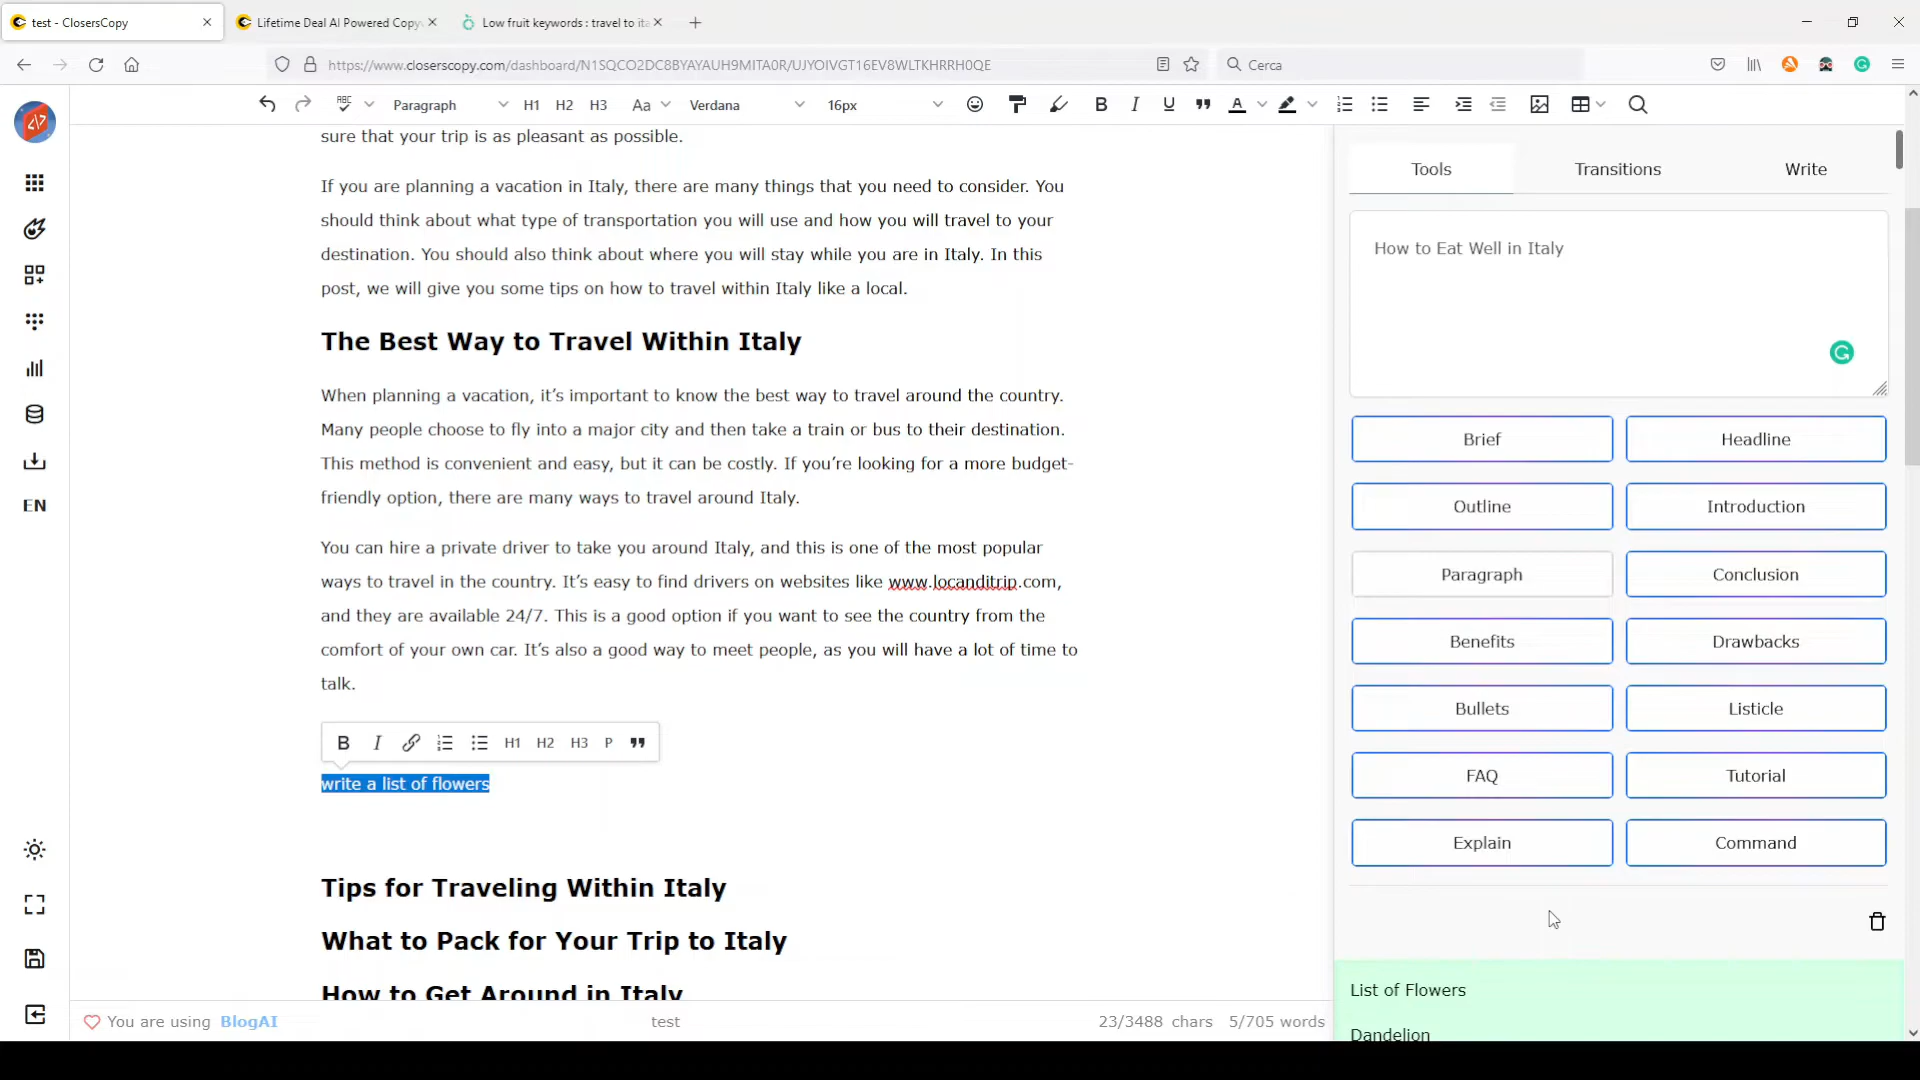 test - ClosersCopy
Lifetime Deal AI Powered Copy
Low fruit keywords : travel to ita
https://www.closerscopy.com/dashboard/N1SQCO2DC8BYAYAUH9MITA0R/UJYOIVGT16EV8WLTKHRRH0QE
Cerca
ABC
Paragraph
H1
H2
H3
Aa
Verdana
16px
B
I
U
A
EN
sure that your trip is as pleasant as possible.
If you are planning a vacation in Italy, there are many things that you need to consider. You
should think about what type of transportation you will use and how you will travel to your
destination. You should also think about where you will stay while you are in Italy. In this
post, we will give you some tips on how to travel within Italy like a local.
The Best Way to Travel Within Italy
When planning a vacation, it’s important to know the best way to travel around the country.
Many people choose to fly into a major city and then take a train or bus to their destination.
This method is convenient and easy, but it can be costly. If you’re looking for a more budget-
friendly option, there are many ways to travel around Italy.
You can hire a private driver to take you around Italy, and this is one of the most popular
ways to travel in the country. It’s easy to find drivers on websites like www.locanditrip.com,
and they are available 24/7. This is a good option if you want to see the country from the
comfort of your own car. It’s also a good way to meet people, as you will have a lot of time to
talk.
B I H1 H2 H3 P
write a list of flowers
Tips for Traveling Within Italy
What to Pack for Your Trip to Italy
How to Get Around in Italy
You are using BlogAI
test
23/3488 chars 5/705 words
Tools
Transitions
Write
How to Eat Well in Italy
Brief
Headline
Outline
Introduction
Paragraph
Conclusion
Benefits
Drawbacks
Bullets
Listicle
FAQ
Tutorial
Explain
Command
List of Flowers
Dandelion